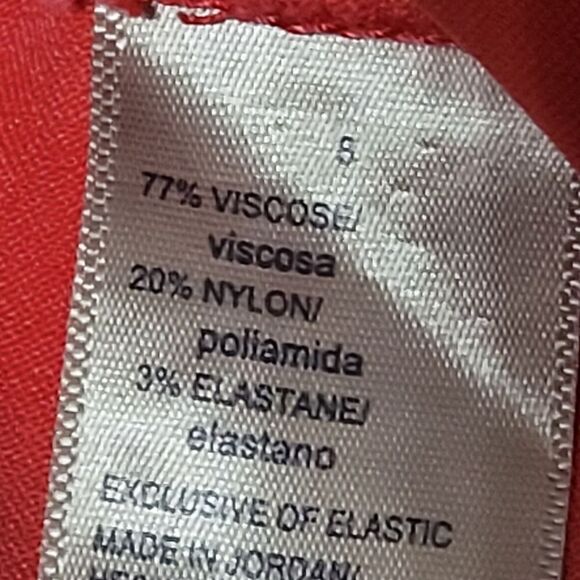 S
77% VISCOSE/
viscosa
20% NYLON/
poliamida
3% ELASTANE/
elastano
EXCLUSIVE OF ELASTIC
MADE IN JORDAN/